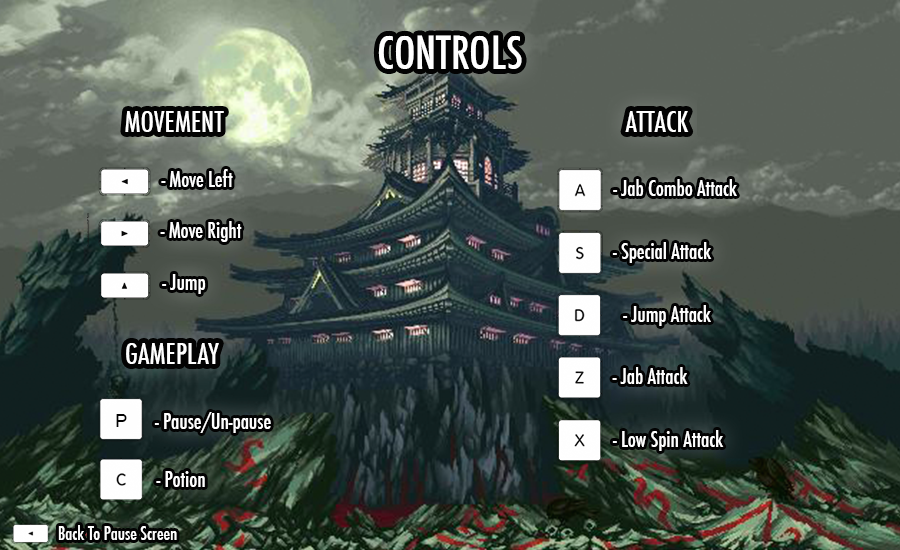 CONTROLS
MOVEMENT
◄ - Move Left
► - Move Right
▲ - Jump
GAMEPLAY
P - Pause/Un-pause
C - Potion
ATTACK
A - Jab Combo Attack
S - Special Attack
D - Jump Attack
Z - Jab Attack
X - Low Spin Attack
◄ Back To Pause Screen